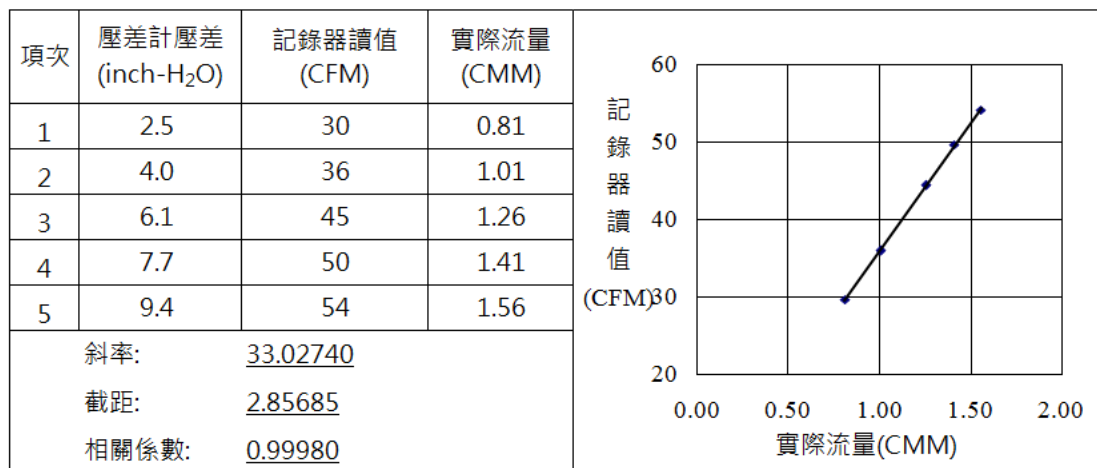 項次 壓差計壓差 (inch-H₂O) 記錄器讀值 (CFM) 實際流量 (CMM)
1 2.5 30 0.81
2 4.0 36 1.01
3 6.1 45 1.26
4 7.7 50 1.41
5 9.4 54 1.56
斜率: 33.02740
截距: 2.85685
相關係數: 0.99980
記錄器讀值(CFM)
60
50
40
30
20
0.00 0.50 1.00 1.50 2.00
實際流量(CMM)